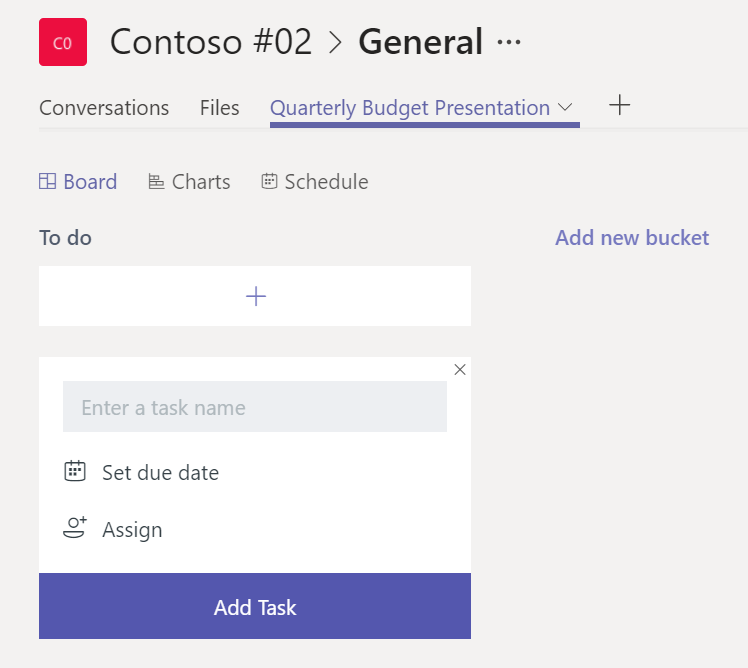 C0 Contoso #02 > General ...
Conversations Files Quarterly Budget Presentation
Board Charts Schedule
To do Add new bucket
Enter a task name
Set due date
Assign
Add Task